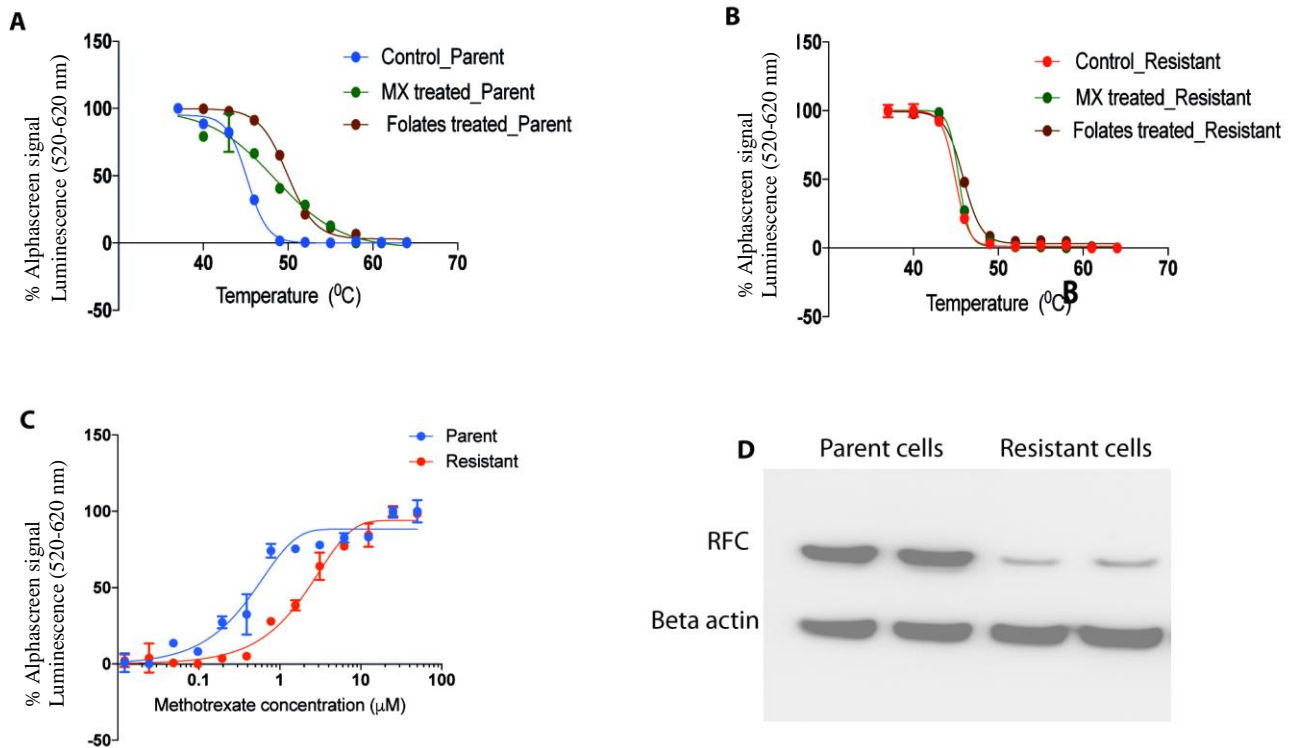 A
150
100
50
0
-50
40
50
60
70
% Alphascreen signal
Luminescence (520-620 nm)
Temperature (⁰C)
Control_Parent
MX treated_Parent
Folates treated_Parent
B
150
100
50
0
-50
40
50
60
70
% Alphascreen signal
Luminescence (520-620 nm)
Temperature (⁰C)
B
Control_Resistant
MX treated_Resistant
Folates treated_Resistant
C
150
100
50
0
-50
0.1
1
10
100
% Alphascreen signal
Luminescence (520-620 nm)
Methotrexate concentration (μM)
Parent
Resistant
D
Parent cells
Resistant cells
RFC
Beta actin